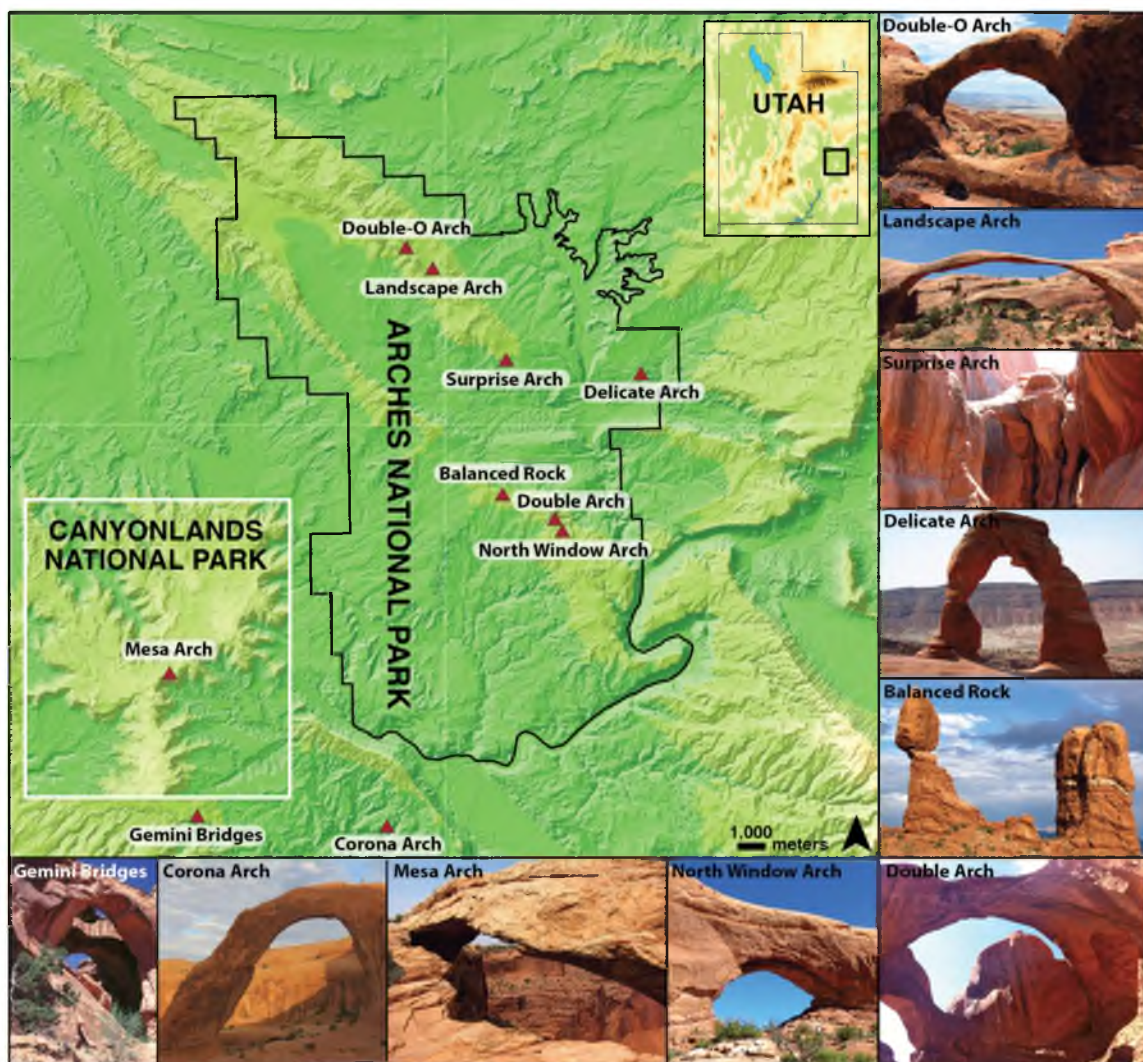 Double-O Arch
UTAH
Landscape Arch
Double-O Arch
Landscape Arch
Surprise Arch
ARCHES NATIONAL PARK
Surprise Arch
Delicate Arch
Balanced Rock
Double Arch
North Window Arch
Delicate Arch
CANYONLANDS
NATIONAL PARK
Mesa Arch
Balanced Rock
Gemini Bridges
Corona Arch
1,000
meters
Gemini Bridges
Corona Arch
Mesa Arch
North Window Arch
Double Arch